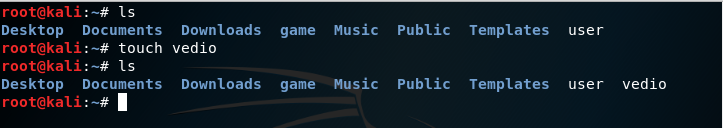 root@kali:~# ls
Desktop Documents Downloads game Music Public Templates user
root@kali:~# touch vedio
root@kali:~# ls
Desktop Documents Downloads game Music Public Templates user vedio
root@kali:~#